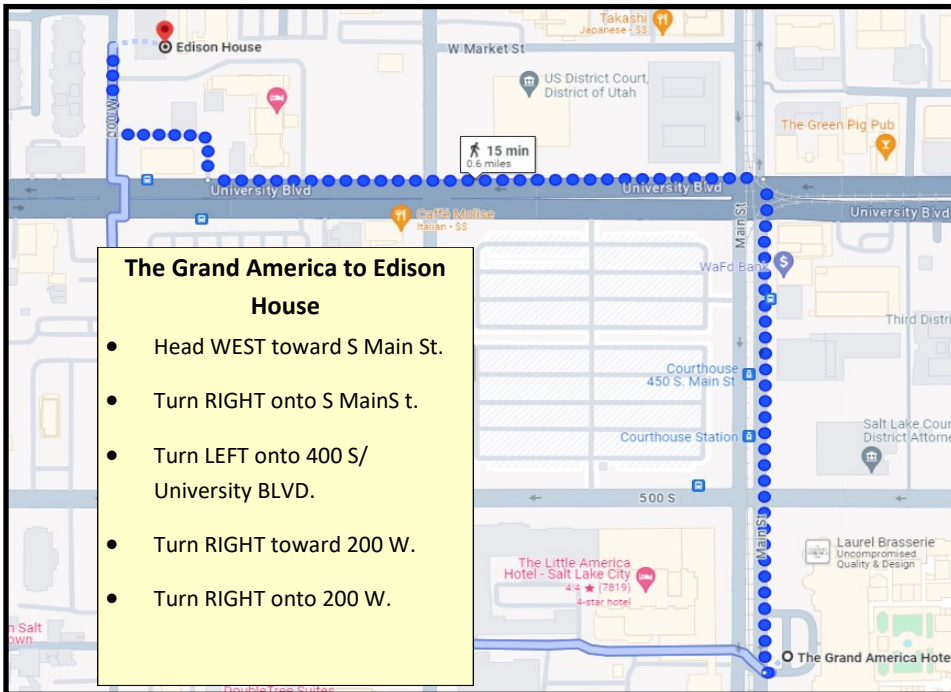 Takashi
Japanese · $$
Edison House
W Market St
US District Court,
District of Utah
200 W
The Green Pig Pub
15 min
0.6 miles
University Blvd
University Blvd
Caffé Molise
Italian · $$
Main St
University Blvd
WaFd Bank
The Grand America to Edison
House
• Head WEST toward S Main St.
• Turn RIGHT onto S MainS t.
• Turn LEFT onto 400 S/
University BLVD.
• Turn RIGHT toward 200 W.
• Turn RIGHT onto 200 W.
Third Distri
Courthouse
450 S. Main St
Courthouse Station
Salt Lake Coun
District Attorne
500 S
Main St
Laurel Brasserie
Uncompromised
Quality & Design
The Little America
Hotel - Salt Lake City
4.4 ★ (7819)
4-star hotel
n Salt
own
The Grand America Hote
DoubleTree Suites